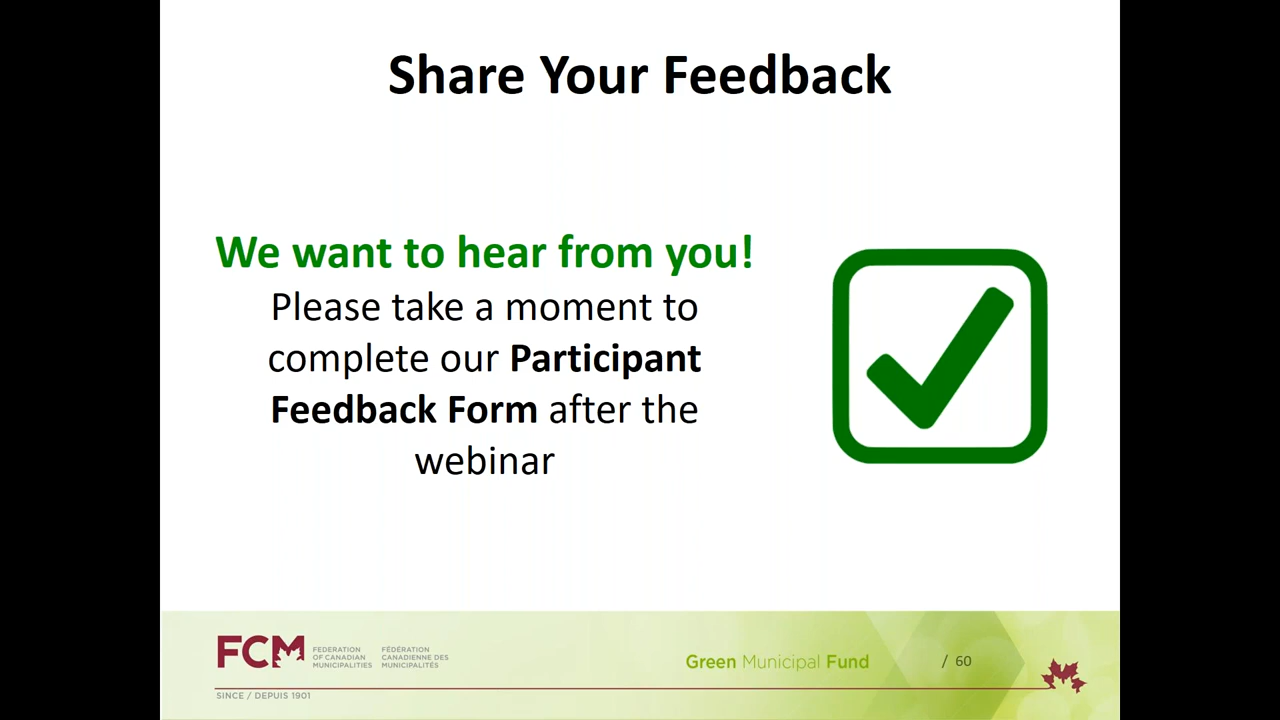 Share Your Feedback
We want to hear from you!
Please take a moment to
complete our Participant
Feedback Form after the
webinar
FCM
FEDERATION
OF CANADIAN
MUNICIPALITIES
FÉDÉRATION
CANADIENNE DES
MUNICIPALITÉS
Green Municipal Fund
/ 60
SINCE / DEPUIS 1901